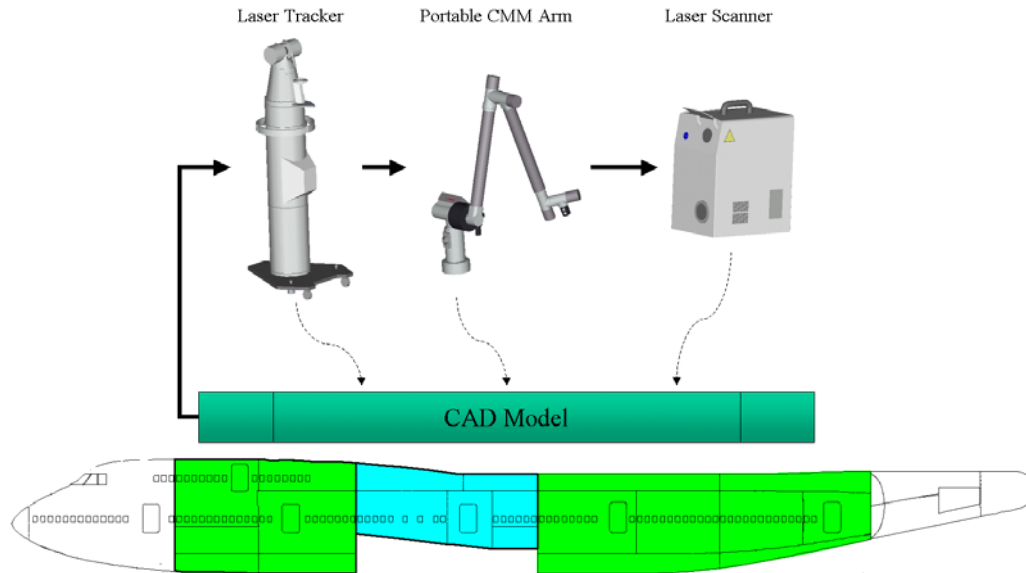 Laser Tracker
Portable CMM Arm
Laser Scanner
CAD Model